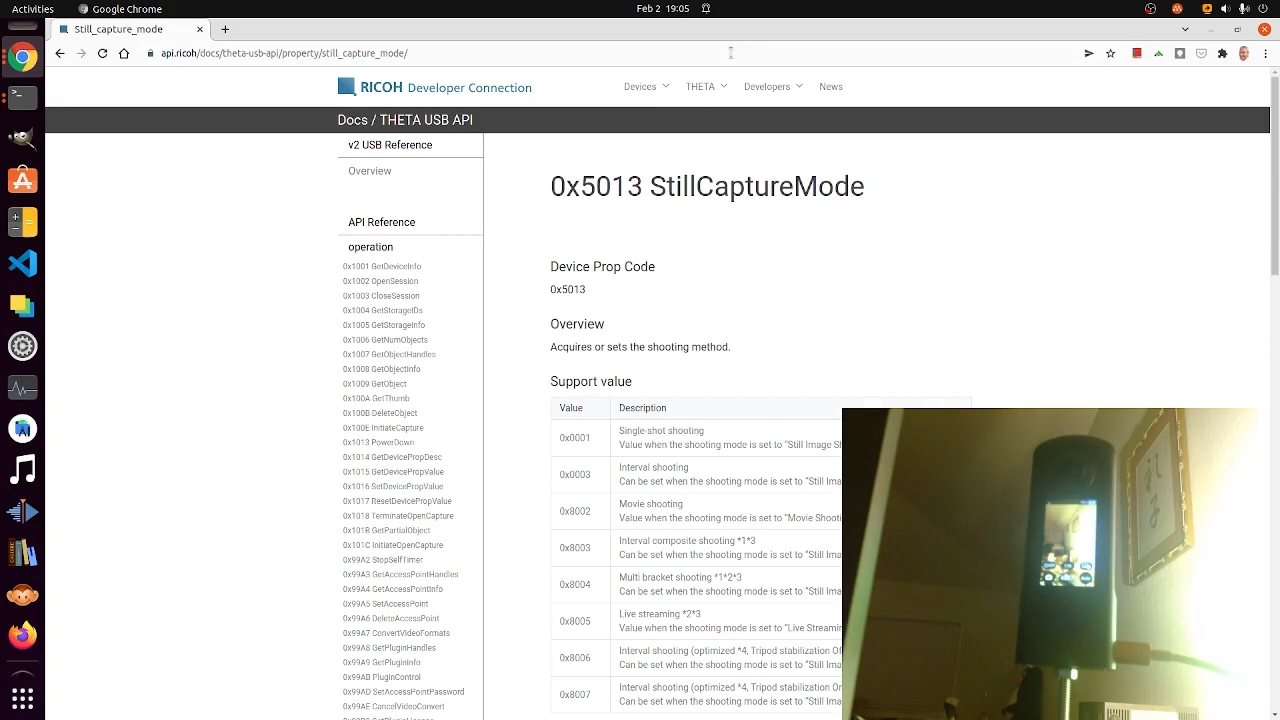 Activities
Google Chrome
Feb 2 19:05
Still_capture_mode
api.ricoh/docs/theta-usb-api/property/still_capture_mode/
RICOH Developer Connection
Devices
THETA
Developers
News
Docs / THETA USB API
v2 USB Reference
Overview
API Reference
operation
0x1001 GetDeviceInfo
0x1002 OpenSession
0x1003 CloseSession
0x1004 GetStorageIDs
0x1005 GetStorageInfo
0x1006 GetNumObjects
0x1007 GetObjectHandles
0x1008 GetObjectInfo
0x1009 GetObject
0x100A GetThumb
0x100B DeleteObject
0x100E InitiateCapture
0x1013 PowerDown
0x1014 GetDevicePropDesc
0x1015 GetDevicePropValue
0x1016 SetDevicePropValue
0x1017 ResetDevicePropValue
0x1018 TerminateOpenCapture
0x101B GetPartialObject
0x101C InitiateOpenCapture
0x99A2 StopSelfTimer
0x99A3 GetAccessPointHandles
0x99A4 GetAccessPointInfo
0x99A5 SetAccessPoint
0x99A6 DeleteAccessPoint
0x99A7 ConvertVideoFormats
0x99A8 GetPluginHandles
0x99A9 GetPluginInfo
0x99AB PluginControl
0x99AD SetAccessPointPassword
0x99AE CancelVideoConvert
0x5013 StillCaptureMode
Device Prop Code
0x5013
Overview
Acquires or sets the shooting method.
Support value
Value Description
0x0001
Single-shot shooting
Value when the shooting mode is set to “Still Image S
0x0003
Interval shooting
Can be set when the shooting mode is set to “Still Ima
0x8002
Movie shooting
Value when the shooting mode is set to “Movie Shooti
0x8003
Interval composite shooting *1*3
Can be set when the shooting mode is set to “Still Ima
0x8004
Multi bracket shooting *1*2*3
Can be set when the shooting mode is set to “Still Ima
0x8005
Live streaming *2*3
Value when the shooting mode is set to “Live Streamin
0x8006
Interval shooting (optimized *4, Tripod stabilization O
Can be set when the shooting mode is set to “Still Ima
0x8007
Interval shooting (optimized *4, Tripod stabilization O
Can be set when the shooting mode is set to “Still Ima